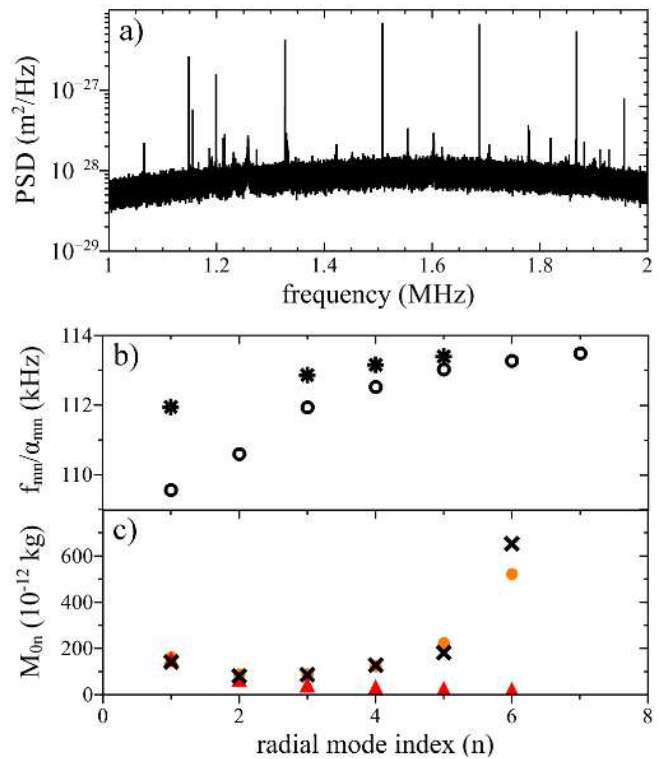 a)
PSD (m²/Hz)
10⁻²⁷
10⁻²⁸
10⁻²⁹
1 1.2 1.4 1.6 1.8 2
frequency (MHz)
b)
f_mn/α_mn (kHz)
114
112
110
c)
M_0n (10⁻¹² kg)
600
400
200
0
0 2 4 6 8
radial mode index (n)